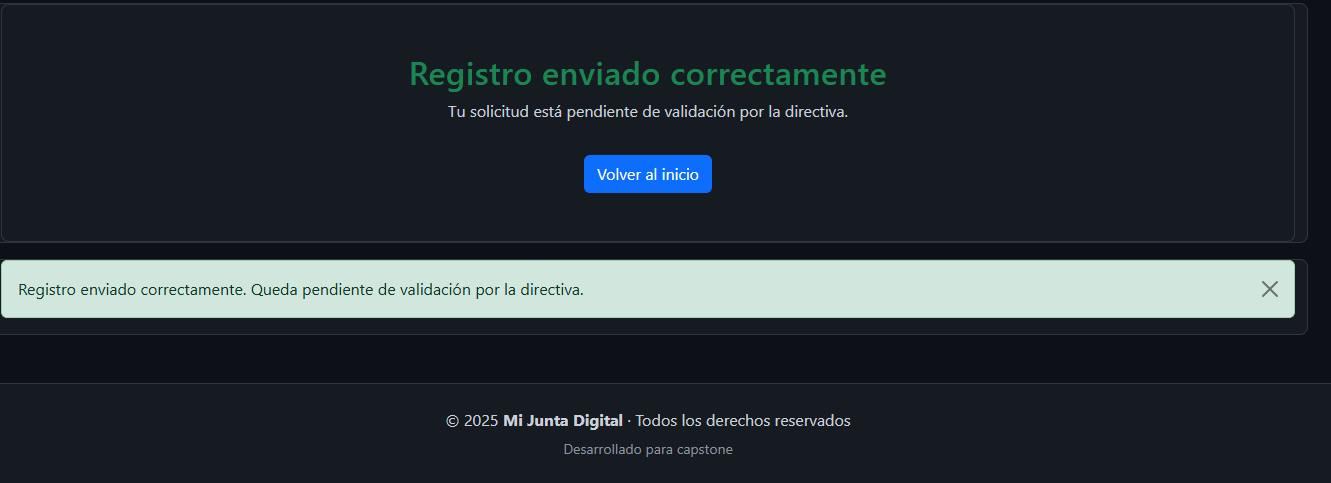 Registro enviado correctamente
Tu solicitud está pendiente de validación por la directiva.
Volver al inicio
Registro enviado correctamente. Queda pendiente de validación por la directiva.
© 2025 Mi Junta Digital · Todos los derechos reservados
Desarrollado para capstone